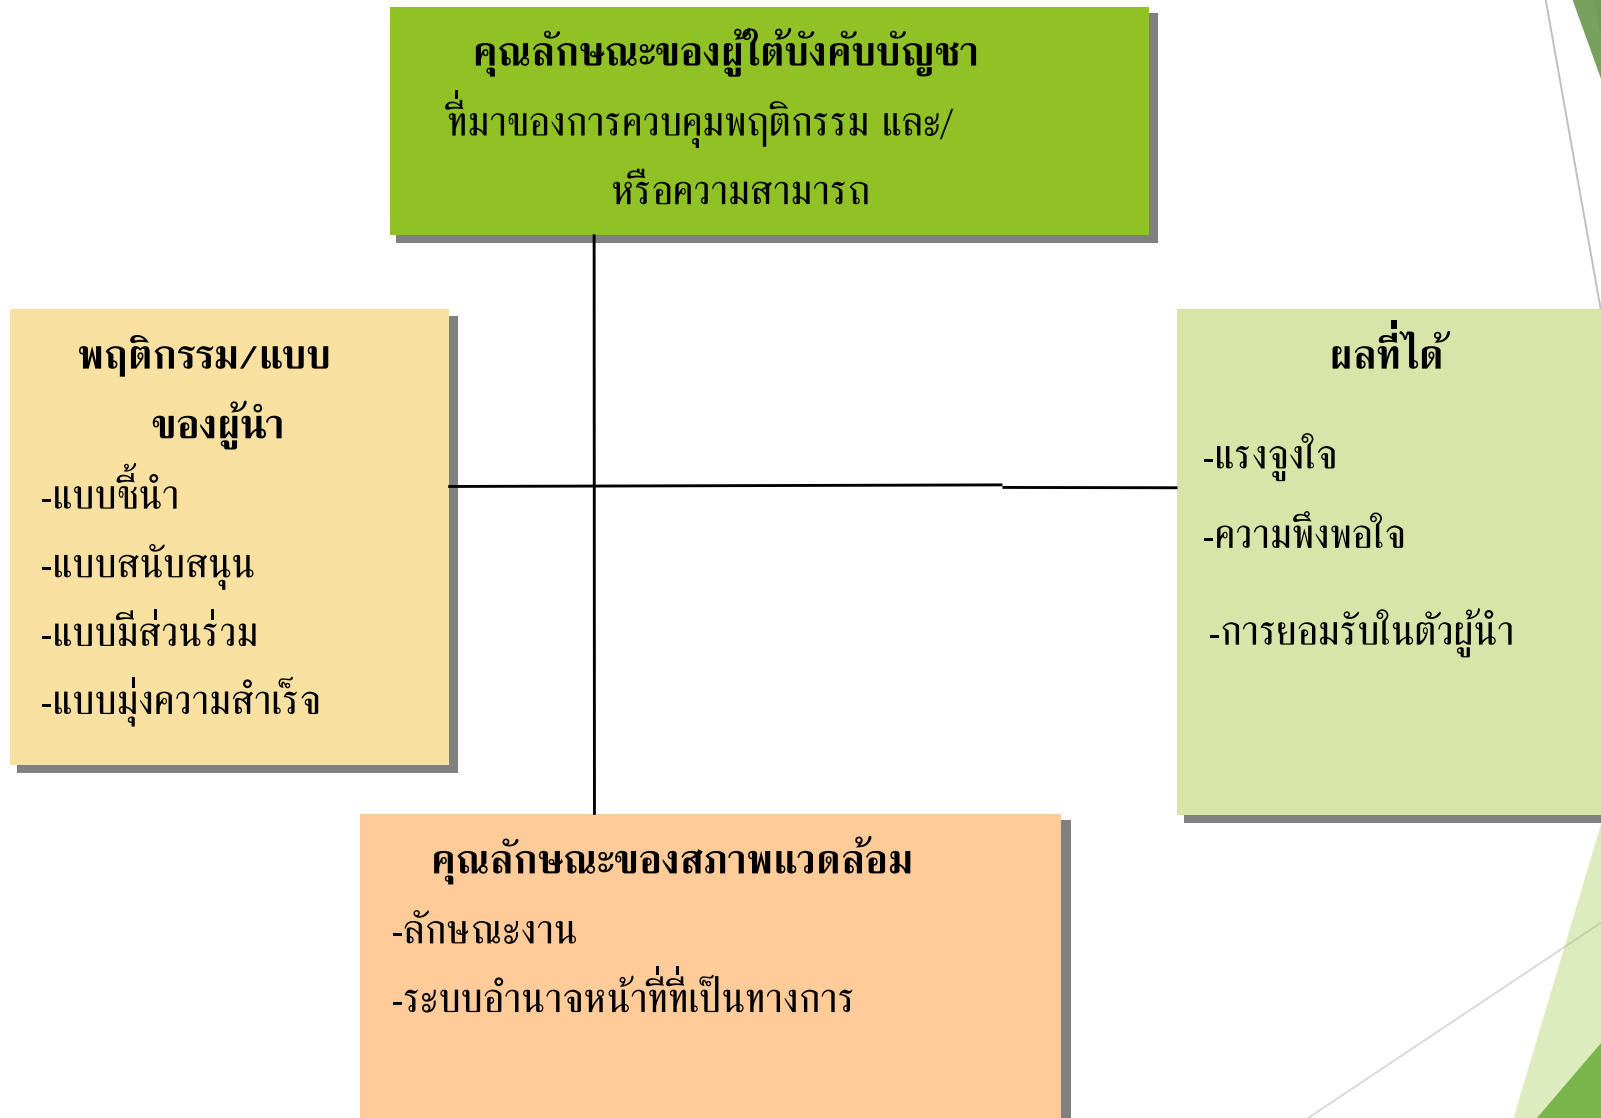 คุณลักษณะของผู้ใต้บังคับบัญชา
ที่มาของการควบคุมพฤติกรรม และ/
หรือความสามารถ
พฤติกรรม/แบบ
ของผู้นำ
-แบบชี้นำ
-แบบสนับสนุน
-แบบมีส่วนร่วม
-แบบมุ่งความสำเร็จ
ผลที่ได้
-แรงจูงใจ
-ความพึงพอใจ
-การยอมรับในตัวผู้นำ
คุณลักษณะของสภาพแวดล้อม
-ลักษณะงาน
-ระบบอำนาจหน้าที่ที่เป็นทางการ